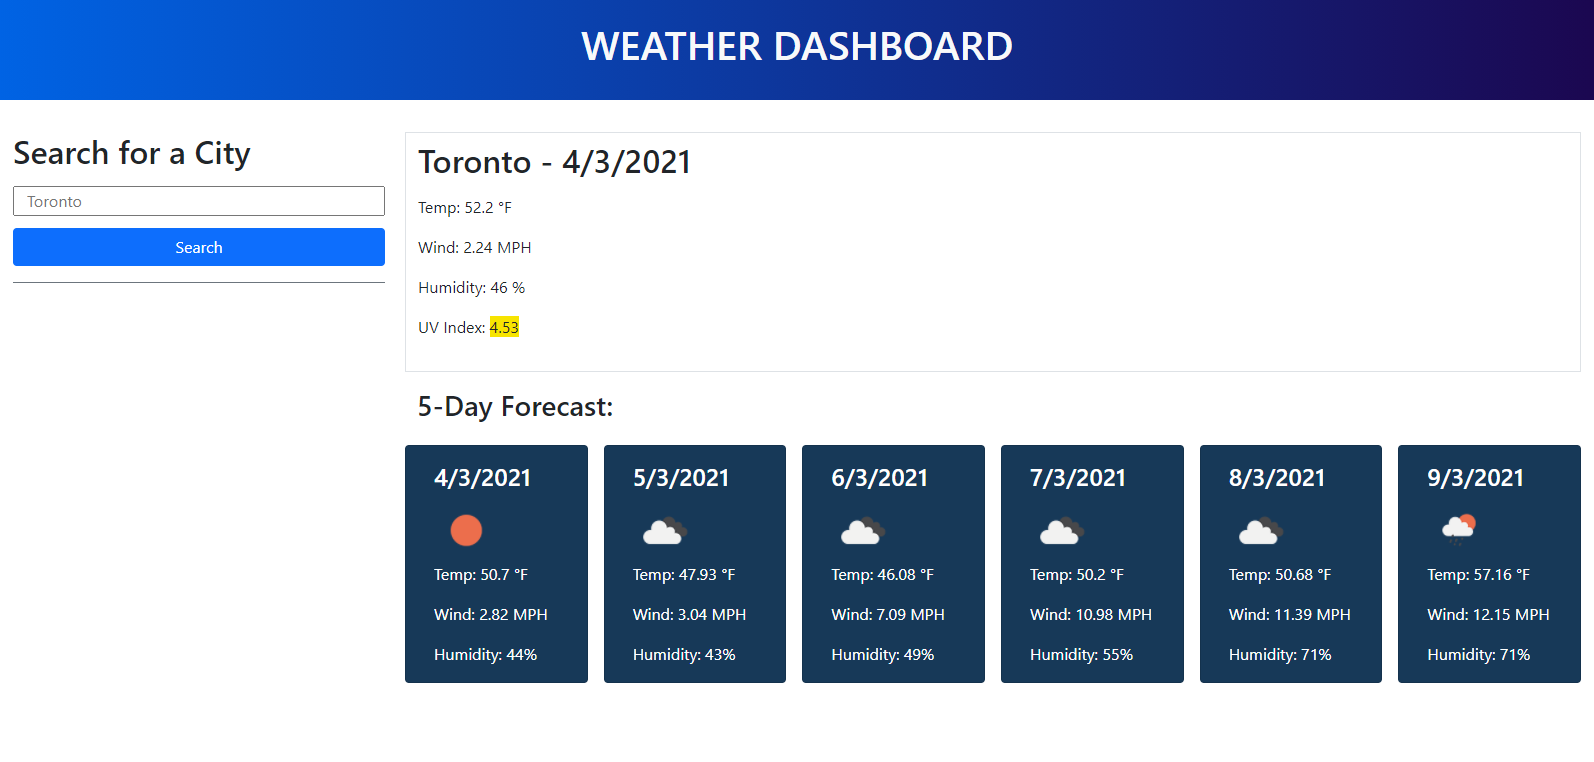 WEATHER DASHBOARD
Search for a City
Toronto
Search
Toronto - 4/3/2021
Temp: 52.2 °F
Wind: 2.24 MPH
Humidity: 46 %
UV Index: 4.53
5-Day Forecast:
4/3/2021
Temp: 50.7 °F
Wind: 2.82 MPH
Humidity: 44%
5/3/2021
Temp: 47.93 °F
Wind: 3.04 MPH
Humidity: 43%
6/3/2021
Temp: 46.08 °F
Wind: 7.09 MPH
Humidity: 49%
7/3/2021
Temp: 50.2 °F
Wind: 10.98 MPH
Humidity: 55%
8/3/2021
Temp: 50.68 °F
Wind: 11.39 MPH
Humidity: 71%
9/3/2021
Temp: 57.16 °F
Wind: 12.15 MPH
Humidity: 71%